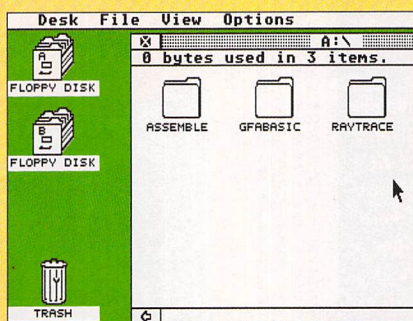 Desk File View Options
A:\
0 bytes used in 3 items.
A
FLOPPY DISK
B
FLOPPY DISK
ASSEMBLE GFABASIC RAYTRACE
TRASH